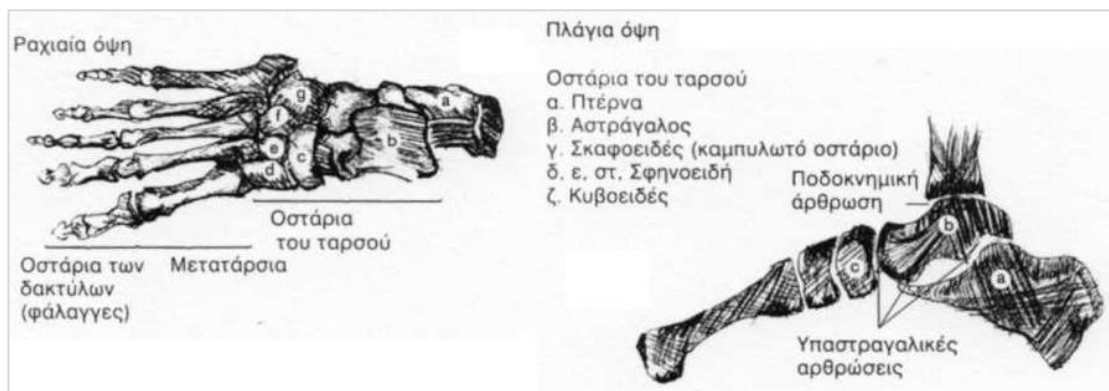 Ραχιαία όψη
g
f
e
d
c
b
a
Οστάρια
του ταρσού
Οστάρια των
δακτύλων
(φάλαγγες)
Μετατάρσια
Πλάγια όψη
Οστάρια του ταρσού
α. Πτέρνα
β. Αστράγαλος
γ. Σκαφοειδές (καμπυλωτό οστάριο)
δ. ε, στ, Σφηνοειδή
ζ. Κυβοειδές
Ποδοκνημική
άρθρωση
b
c
a
Υπαστραγαλικές
αρθρώσεις